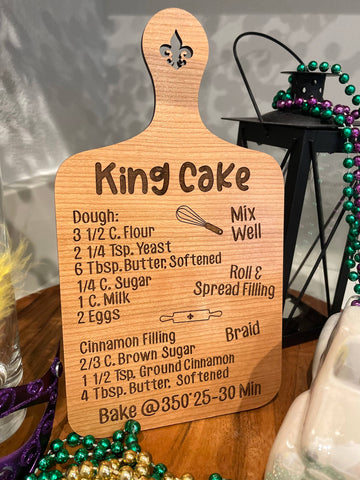 King Cake
Dough:
3 1/2 C. Flour
2 1/4 Tsp. Yeast
6 Tbsp. Butter, Softened
1/4 C. Sugar
1 C. Milk
2 Eggs
Mix
Well
Roll &
Spread Filling
Cinnamon Filling
2/3 C. Brown Sugar
1 1/2 Tsp. Ground Cinnamon
4 Tbsp. Butter, Softened
Braid
Bake @ 350° 25-30 Min